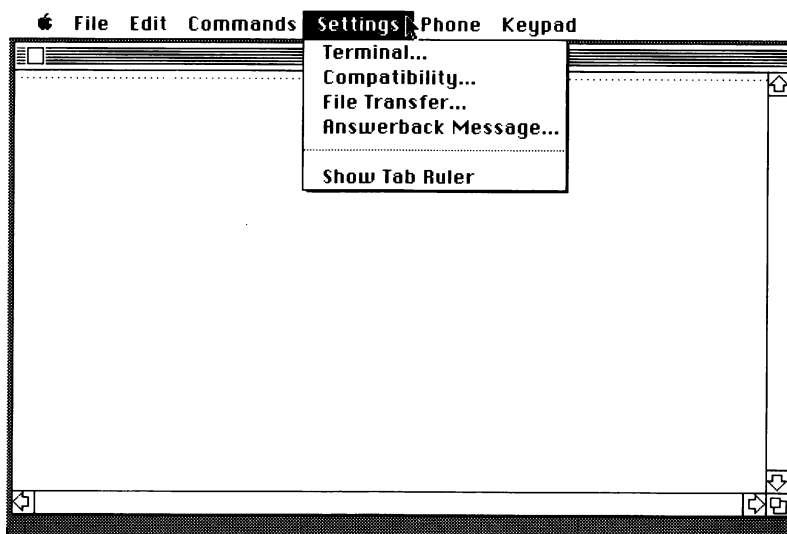 File Edit Commands Settings Phone Keypad
Terminal...
Compatibility...
File Transfer...
Answerback Message...
Show Tab Ruler